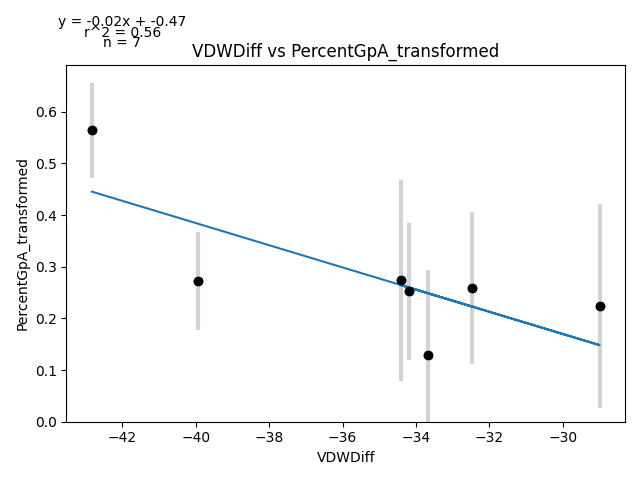 y = -0.02x + -0.47
r^2 = 0.56
n = 7
VDWDiff vs PercentGpA_transformed
PercentGpA_transformed
0.6
0.5
0.4
0.3
0.2
0.1
0.0
−42 −40 −38 −36 −34 −32 −30
VDWDiff